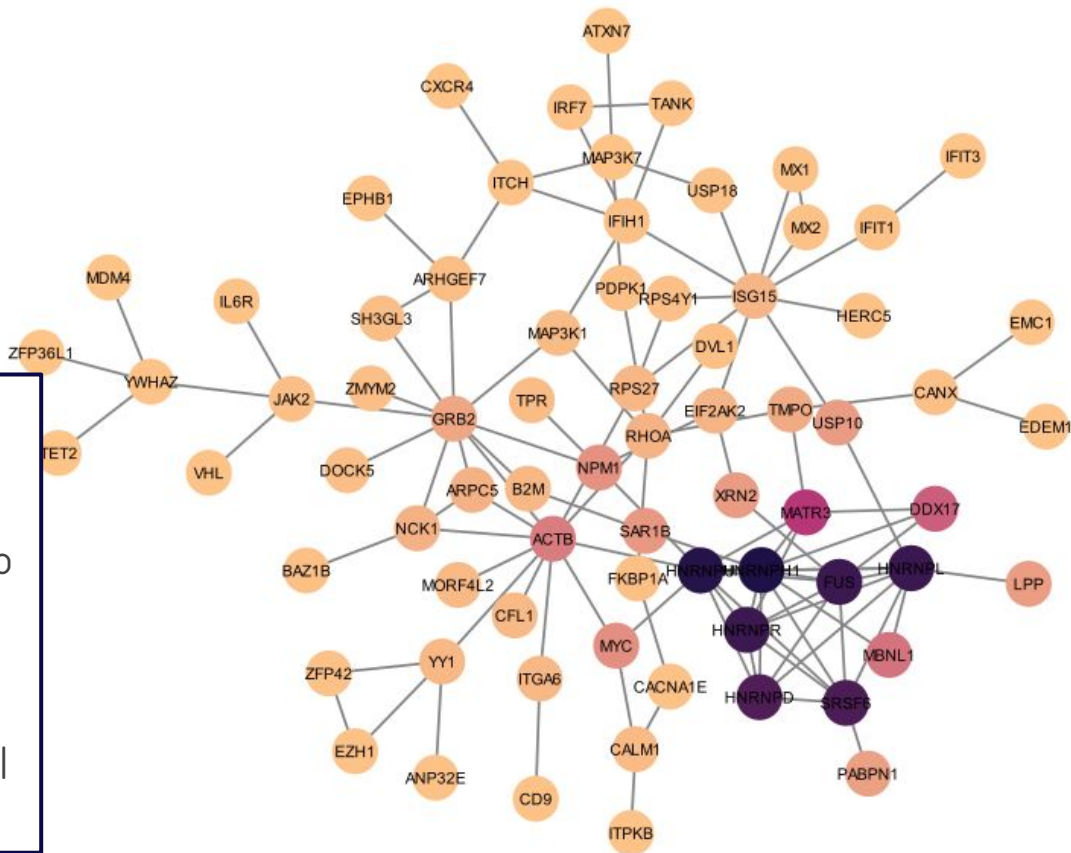 ATXN7
CXCR4
IRF7
TANK
MAP3K7
IFIT3
MX1
ITCH
USP18
EPHB1
IFIH1
MX2
IFIT1
MDM4
ARHGEF7
PDPK1
RPS4Y1
ISG15
IL6R
SH3GL3
HERC5
EMC1
MAP3K1
DVL1
ZFP36L1
YWHAZ
ZMYM2
RPS27
JAK2
TPR
CANX
GRB2
EIF2AK2
TMPO
USP10
EDEM1
RHOA
TET2
VHL
DOCK5
NPM1
ARPC5
B2M
XRN2
MATR3
DDX17
NCK1
ACTB
SAR1B
BAZ1B
FKBP1A
HNRNPH1
FUS
HNRNPL
MORF4L2
LPP
CFL1
HNRNPR
MYC
MBNL1
YY1
ZFP42
ITGA6
CACNA1E
HNRNPD
SRSF6
EZH1
CALM1
ANP32E
PABPN1
CD9
ITPKB